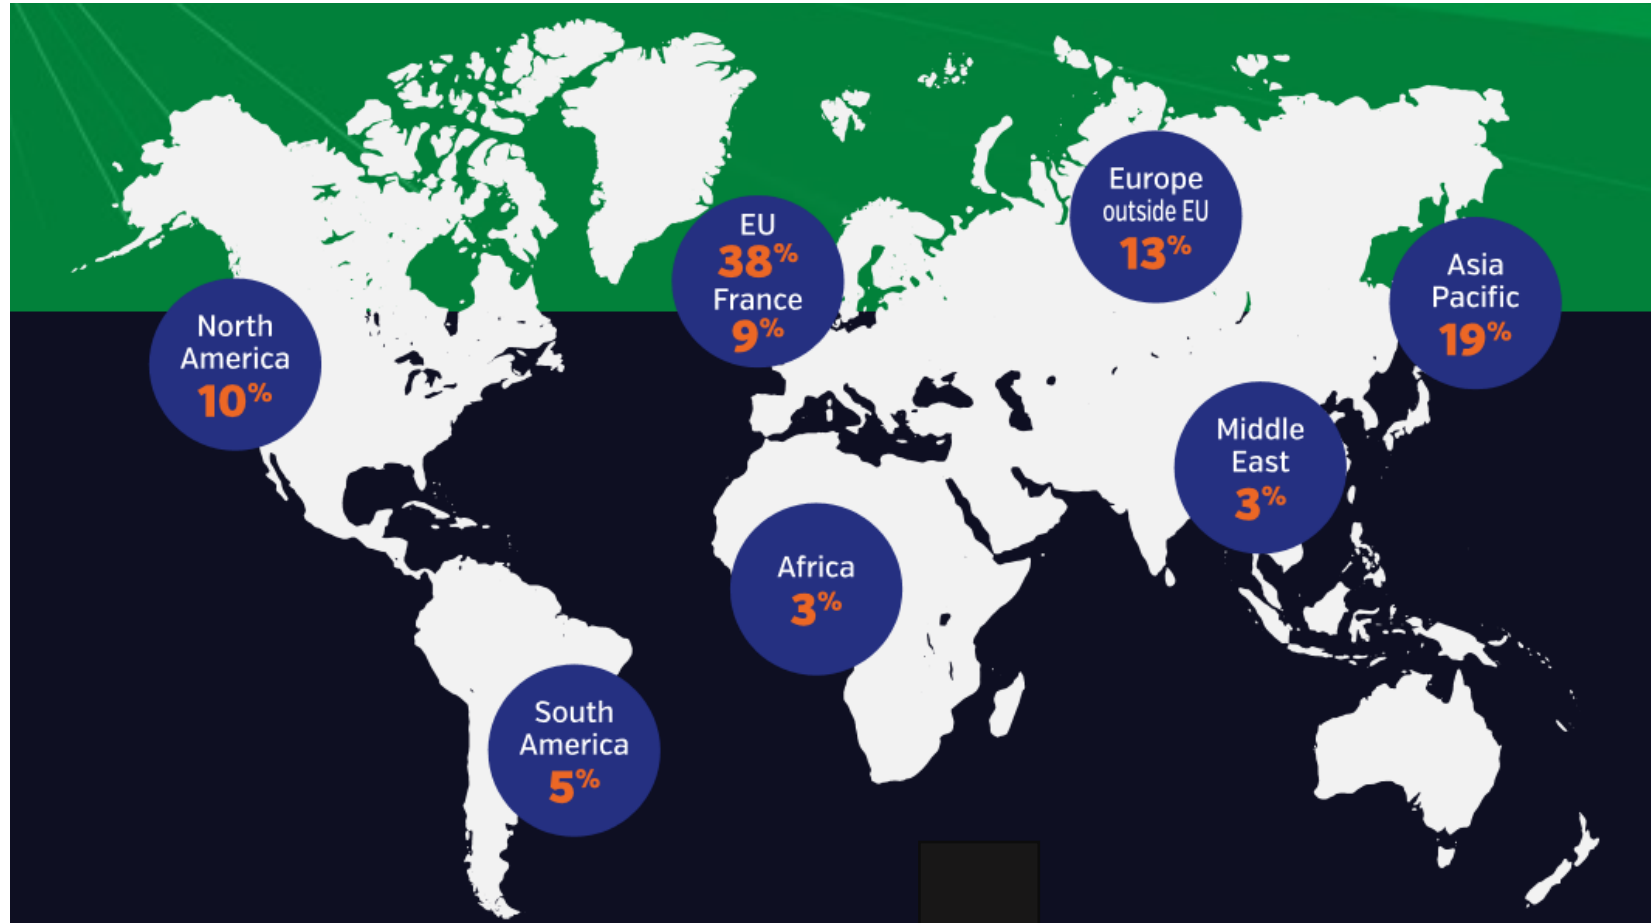 EU
38%
France
9%
Europe
outside EU
13%
Asia
Pacific
19%
North
America
10%
Middle
East
3%
Africa
3%
South
America
5%